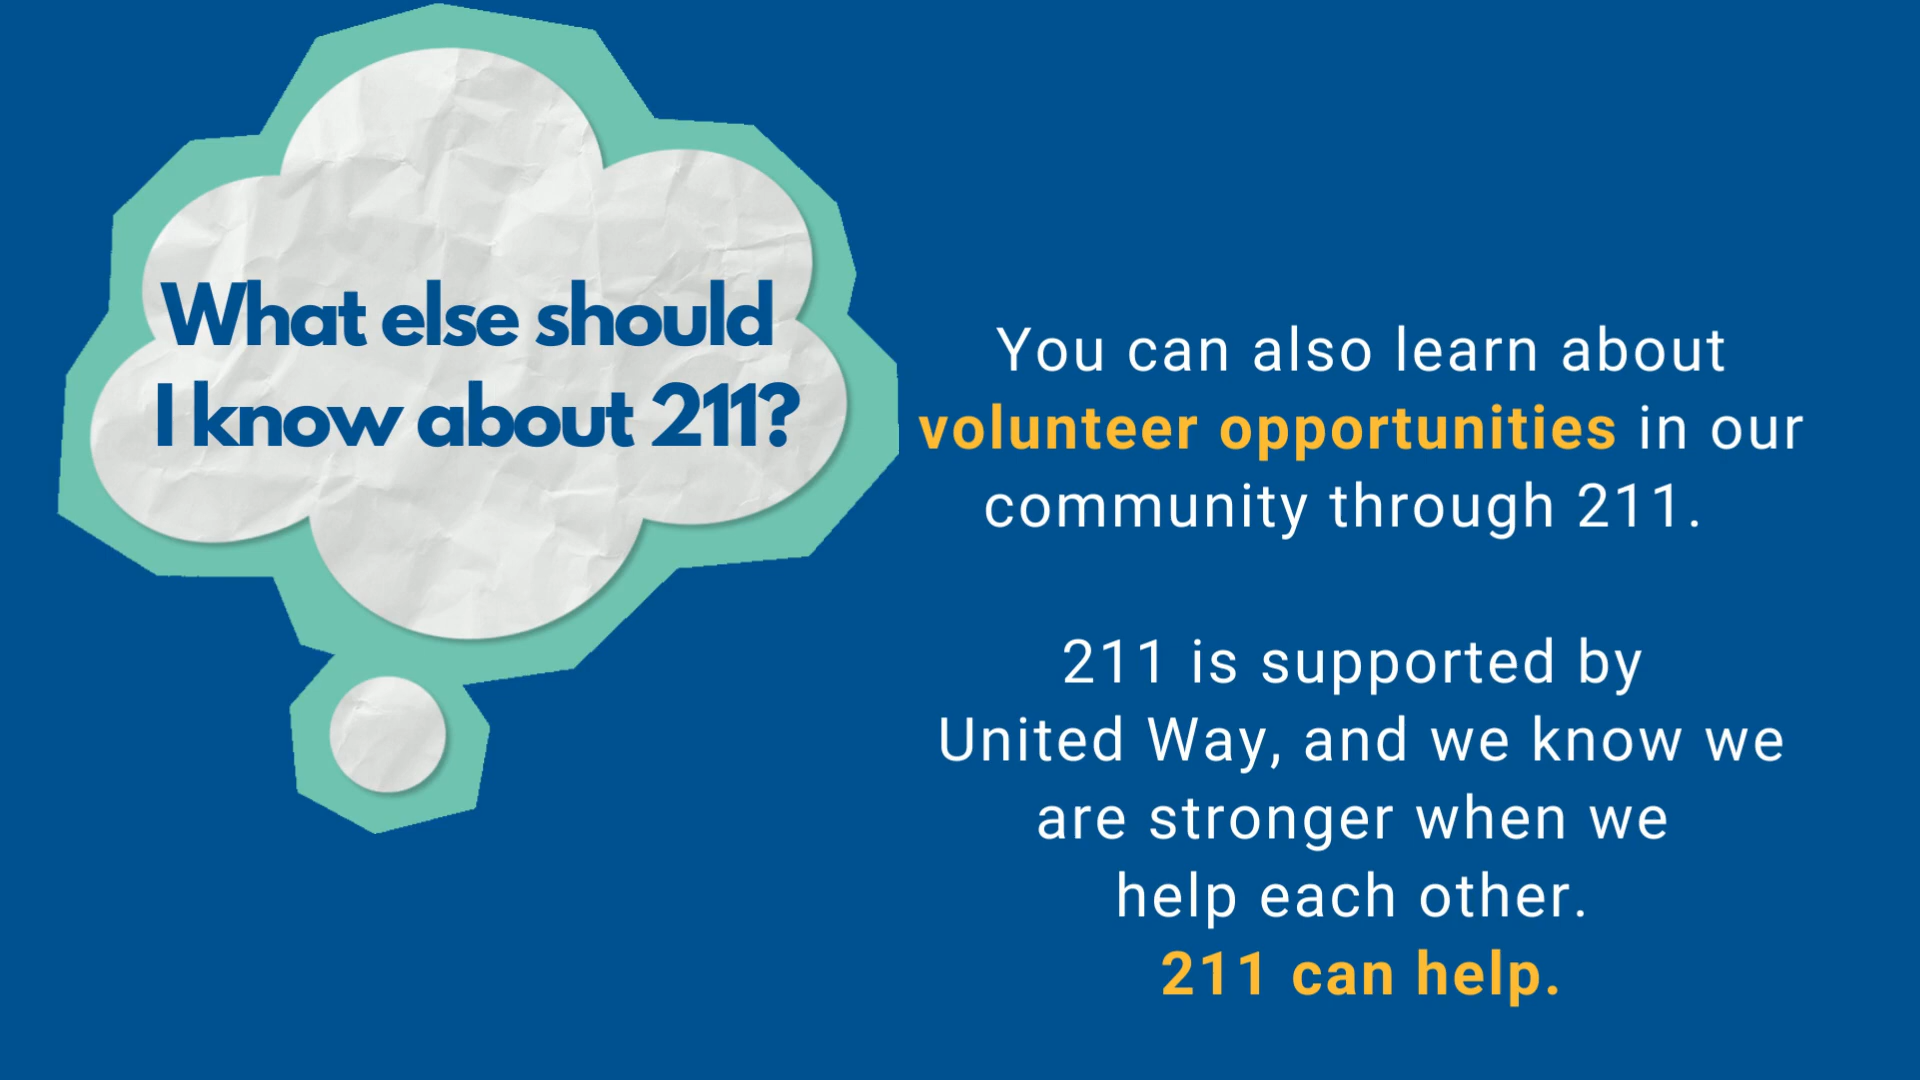 What else should
I know about 211?
You can also learn about
volunteer opportunities in our
community through 211.
211 is supported by
United Way, and we know we
are stronger when we
help each other.
211 can help.